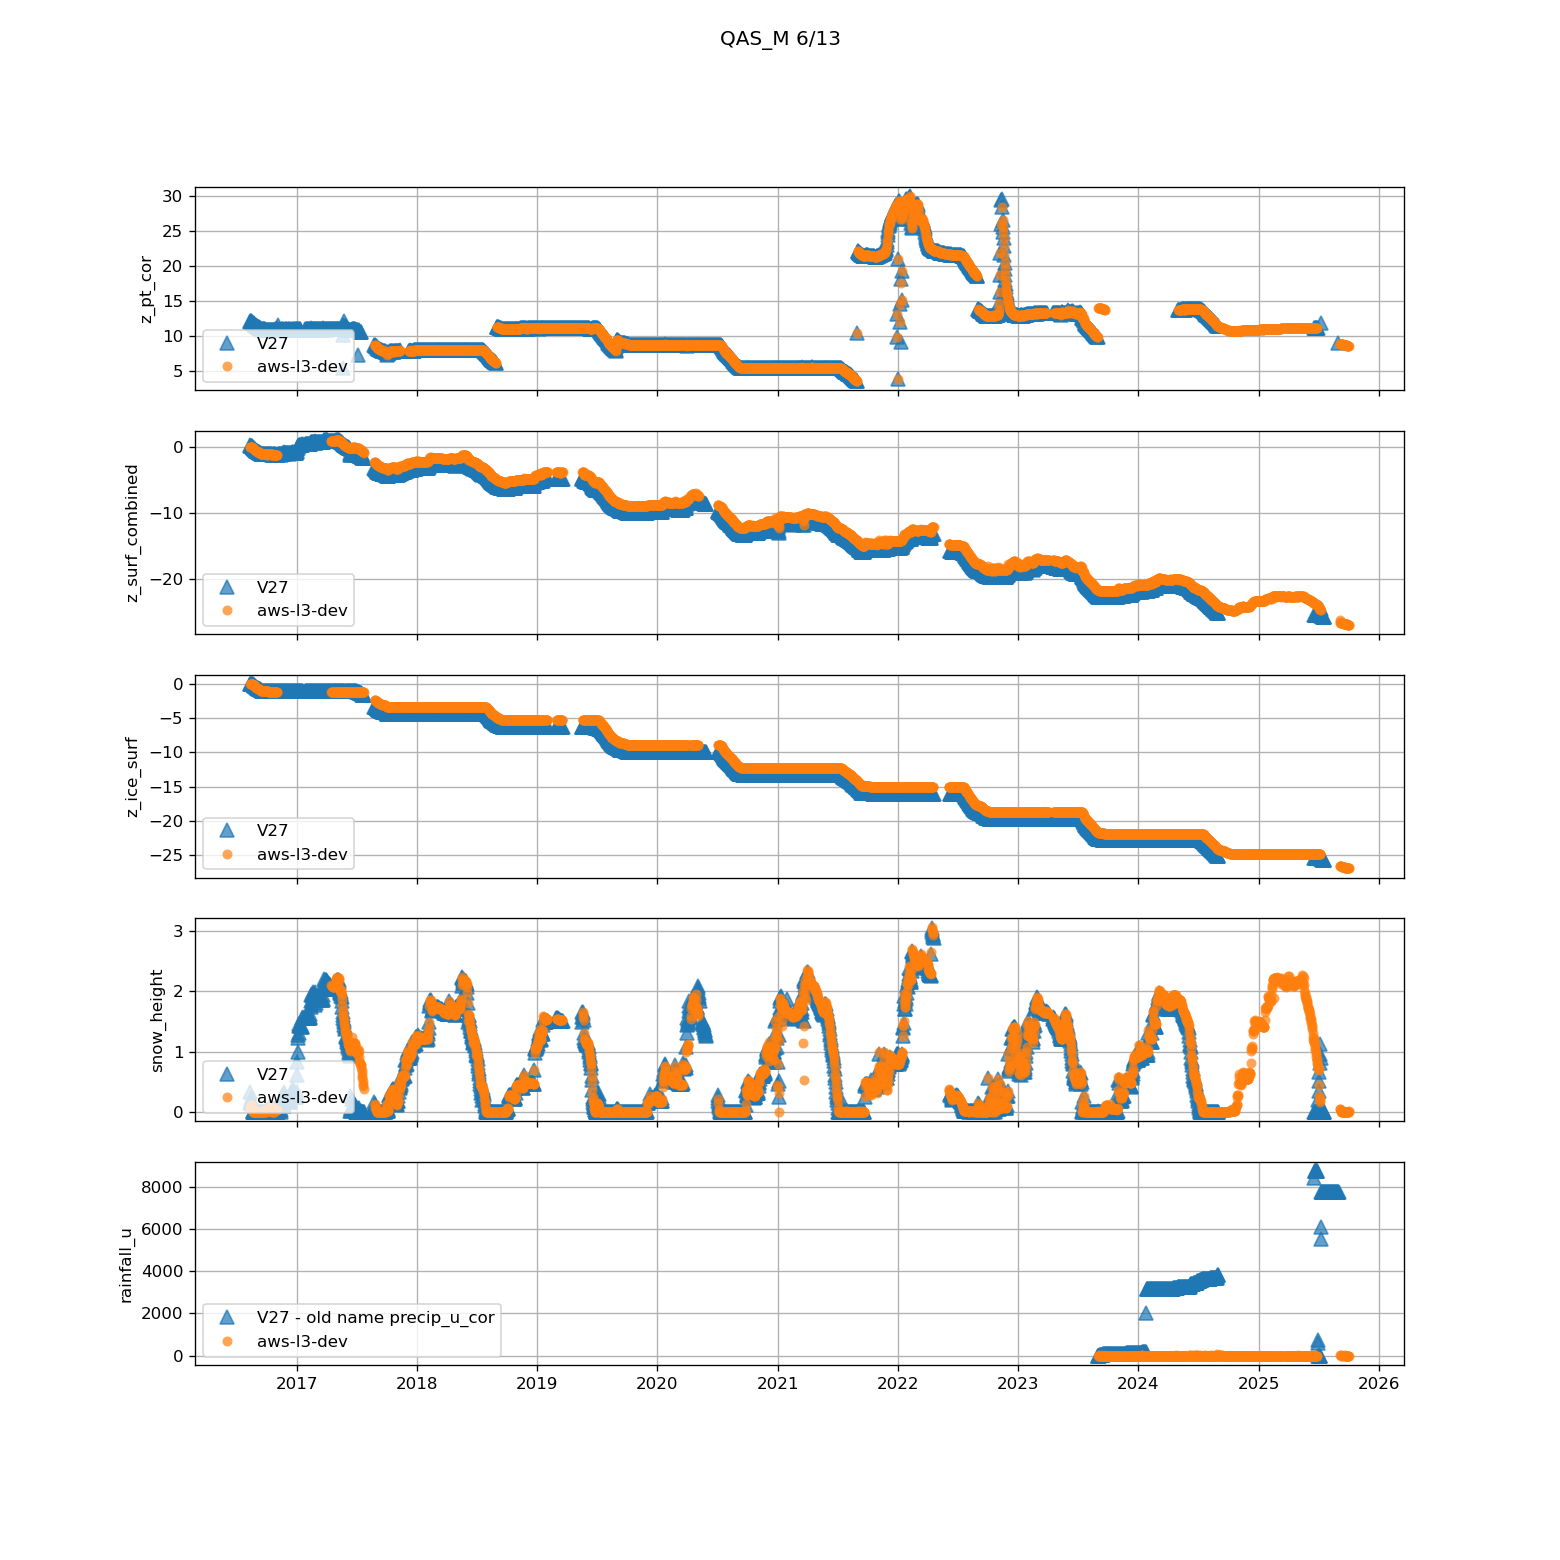 QAS_M 6/13
z_pt_cor
30
25
20
15
10
5
V27
aws-l3-dev
z_surf_combined
0
−10
−20
V27
aws-l3-dev
z_ice_surf
0
−5
−10
−15
−20
−25
V27
aws-l3-dev
snow_height
3
2
1
0
V27
aws-l3-dev
rainfall_u
8000
6000
4000
2000
0
V27 - old name precip_u_cor
aws-l3-dev
2017 2018 2019 2020 2021 2022 2023 2024 2025 2026